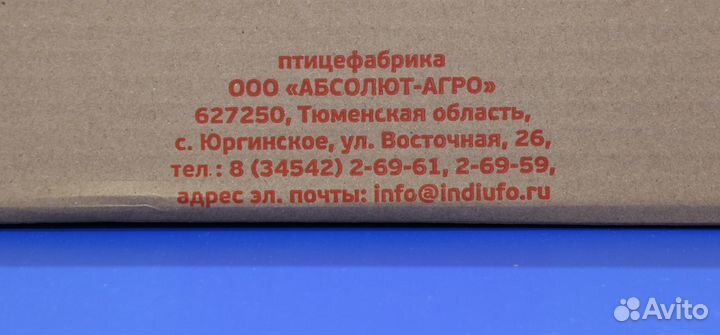 птицефабрика
ООО «АБСОЛЮТ-АГРО»
627250, Тюменская область,
с. Юргинское, ул. Восточная, 26,
тел.: 8 (34542) 2-69-61, 2-69-59,
адрес эл. почты: info@indiufo.ru
Avito